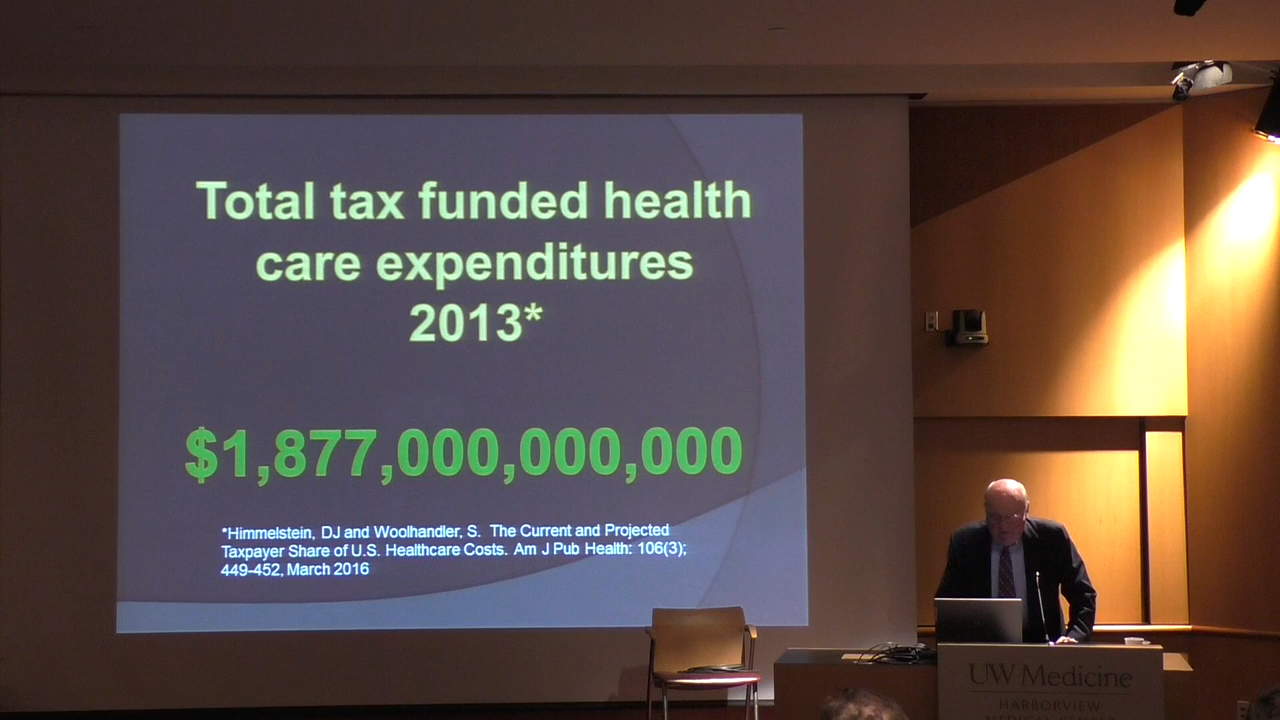 Total tax funded health
care expenditures
2013*
$1,877,000,000,000
*Himmelstein, DJ and Woolhandler, S. The Current and Projected
Taxpayer Share of U.S. Healthcare Costs. Am J Pub Health: 106(3);
449-452, March 2016
UW Medicine
HARBORVIEW
MEDICAL